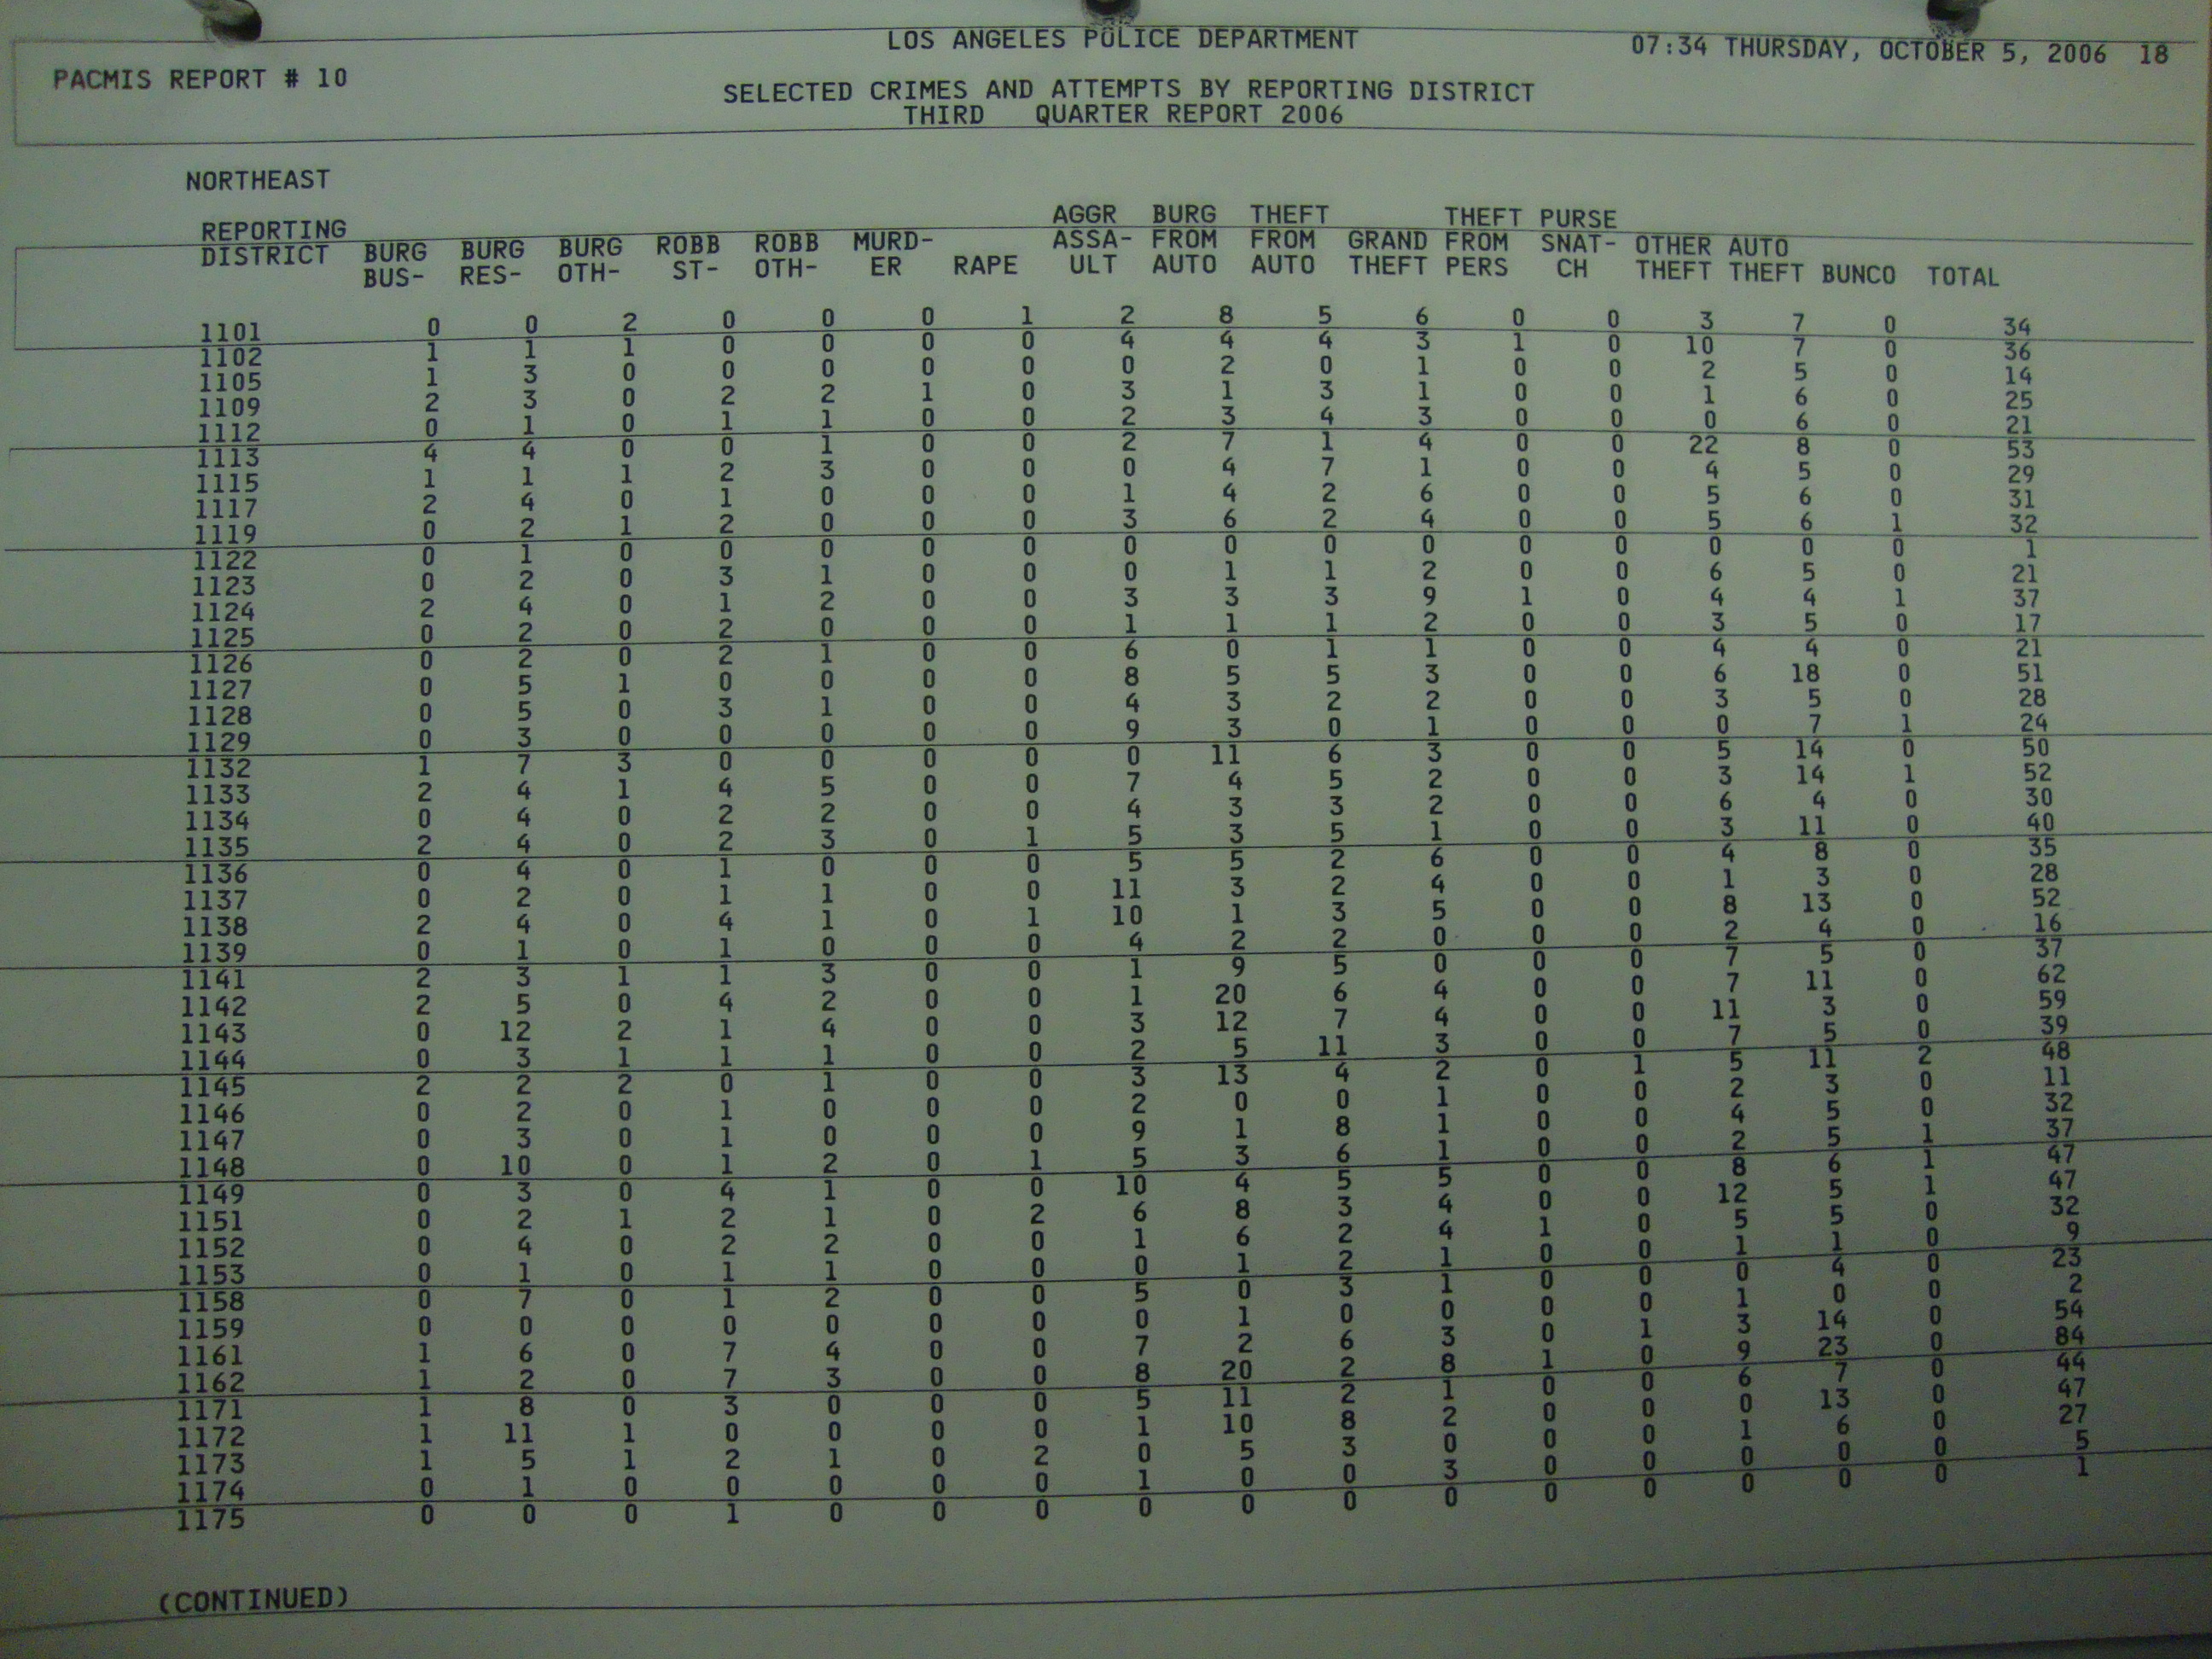 LOS ANGELES POLICE DEPARTMENT 07:34 THURSDAY, OCTOBER 5, 2006 18
PACMIS REPORT # 10
SELECTED CRIMES AND ATTEMPTS BY REPORTING DISTRICT
THIRD QUARTER REPORT 2006
NORTHEAST
AGGR BURG THEFT THEFT PURSE
REPORTING BURG BURG BURG ROBB ROBB MURD- ASSA- FROM FROM GRAND FROM SNAT- OTHER AUTO
DISTRICT BUS- RES- OTH- ST- OTH- ER RAPE ULT AUTO AUTO THEFT PERS CH THEFT THEFT BUNCO TOTAL
1101 0 0 2 0 0 0 1 2 8 5 6 0 0 3 7 0 34
1102 1 1 1 0 0 0 0 4 4 4 3 1 0 10 7 0 36
1105 1 3 0 0 0 0 0 0 2 0 1 0 0 2 5 0 14
1109 2 3 0 2 2 1 0 3 1 3 1 0 0 1 6 0 25
1112 0 1 0 1 1 0 0 2 3 4 3 0 0 0 6 0 21
1113 4 4 0 0 1 0 0 2 7 1 4 0 0 22 8 0 53
1115 1 1 1 2 3 0 0 0 4 7 1 0 0 4 5 0 29
1117 2 4 0 1 0 0 0 1 4 2 6 0 0 5 6 0 31
1119 0 2 1 2 0 0 0 3 6 2 4 0 0 5 6 1 32
1122 0 1 0 0 0 0 0 0 0 0 0 0 0 0 0 0 1
1123 0 2 0 3 1 0 0 0 1 1 2 0 0 6 5 0 21
1124 2 4 0 1 2 0 0 3 3 3 9 1 0 4 4 1 37
1125 0 2 0 2 0 0 0 1 1 1 2 0 0 3 5 0 17
1126 0 2 0 2 1 0 0 6 0 1 1 0 0 4 4 0 21
1127 0 5 1 0 0 0 0 8 5 5 3 0 0 6 18 0 51
1128 0 5 0 3 1 0 0 4 3 2 2 0 0 3 5 0 28
1129 0 3 0 0 0 0 0 9 3 0 1 0 0 0 7 1 24
1132 1 7 3 0 0 0 0 0 11 6 3 0 0 5 14 0 50
1133 2 4 1 4 5 0 0 7 4 5 2 0 0 3 14 1 52
1134 0 4 0 2 2 0 0 4 3 3 2 0 0 6 4 0 30
1135 2 4 0 2 3 0 1 5 3 5 1 0 0 3 11 0 40
1136 0 4 0 1 0 0 0 5 5 2 6 0 0 4 8 0 35
1137 0 2 0 1 1 0 0 11 3 2 4 0 0 1 3 0 28
1138 2 4 0 4 1 0 1 10 1 3 5 0 0 8 13 0 52
1139 0 1 0 1 0 0 0 4 2 2 0 0 0 2 4 0 16
1141 2 3 1 1 3 0 0 1 9 5 0 0 0 7 5 0 37
1142 2 5 0 4 2 0 0 1 20 6 4 0 0 7 11 0 62
1143 0 12 2 1 4 0 0 3 12 7 4 0 0 11 3 0 59
1144 0 3 1 1 1 0 0 2 5 11 3 0 0 7 5 0 39
1145 2 2 2 0 1 0 0 3 13 4 2 0 1 5 11 2 48
1146 0 2 0 1 0 0 0 2 0 0 1 0 0 2 3 0 11
1147 0 3 0 1 0 0 0 9 1 8 1 0 0 4 5 0 32
1148 0 10 0 1 2 0 1 5 3 6 1 0 0 2 5 1 37
1149 0 3 0 4 1 0 0 10 4 5 5 0 0 8 6 1 47
1151 0 2 1 2 1 0 2 6 8 3 4 0 0 12 5 1 47
1152 0 4 0 2 2 0 0 1 6 2 4 1 0 5 5 0 32
1153 0 1 0 1 1 0 0 0 1 2 1 0 0 1 1 0 9
1158 0 7 0 1 2 0 0 5 0 3 1 0 0 0 4 0 23
1159 0 0 0 0 0 0 0 0 1 0 0 0 0 1 0 0 2
1161 1 6 0 7 4 0 0 7 2 6 3 0 1 3 14 0 54
1162 1 2 0 7 3 0 0 8 20 2 8 1 0 9 23 0 84
1171 1 8 0 3 0 0 0 5 11 2 1 0 0 6 7 0 44
1172 1 11 1 0 0 0 0 1 10 8 2 0 0 0 13 0 47
1173 1 5 1 2 1 0 2 0 5 3 0 0 0 1 6 0 27
1174 0 1 0 0 0 0 0 1 0 0 3 0 0 0 0 0 5
1175 0 0 0 1 0 0 0 0 0 0 0 0 0 0 0 0 1
(CONTINUED)